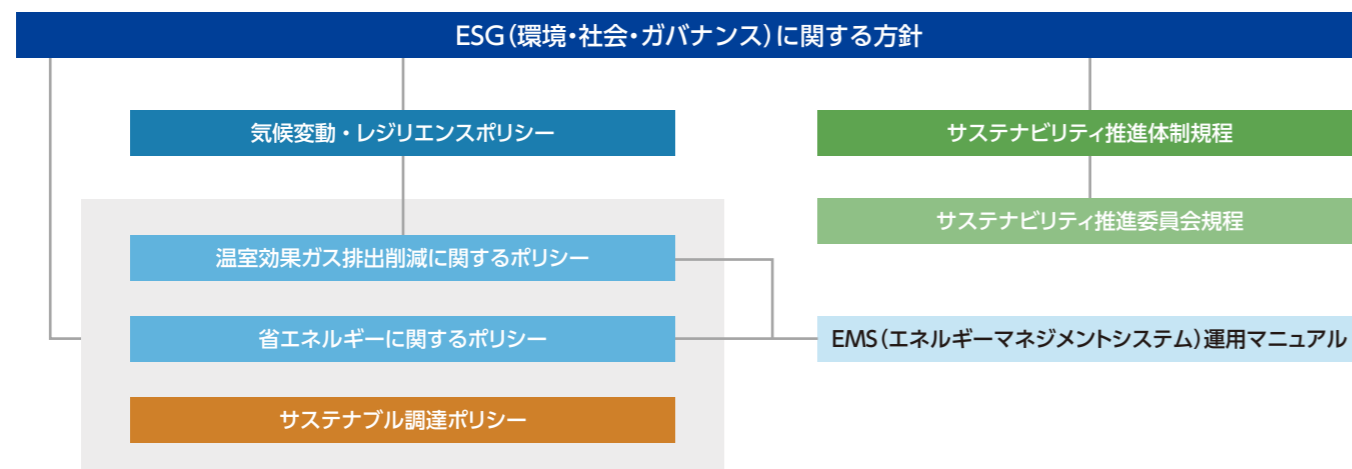 ESG(環境・社会・ガバナンス)に関する方針
気候変動・レジリエンスポリシー
サステナビリティ推進体制規程
サステナビリティ推進委員会規程
温室効果ガス排出削減に関するポリシー
省エネルギーに関するポリシー
EMS(エネルギーマネジメントシステム)運用マニュアル
サステナブル調達ポリシー